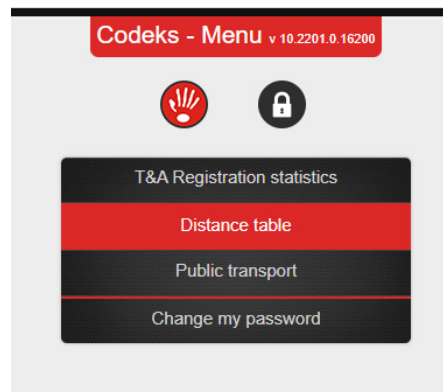 Codeks - Menu v 10.2201.0.16200
T&A Registration statistics
Distance table
Public transport
Change my password